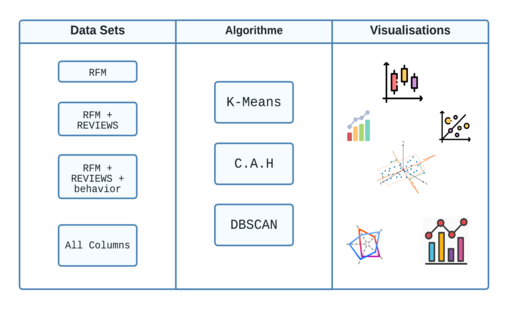 Data Sets
Algorithme
Visualisations
RFM
RFM +
REVIEWS
RFM +
REVIEWS +
behavior
All Columns
K-Means
C.A.H
DBSCAN